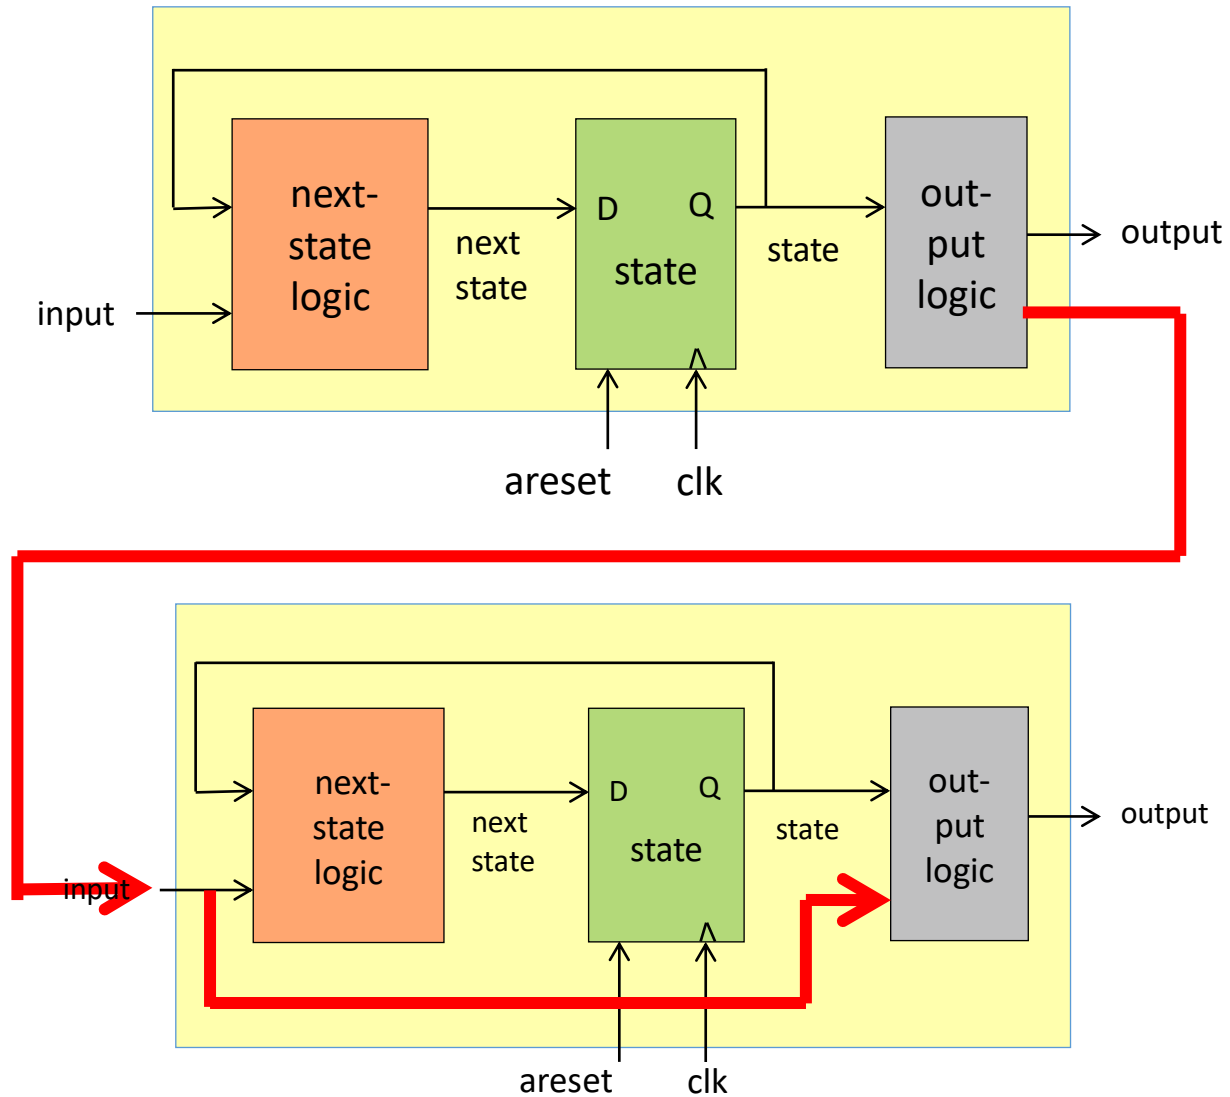 next-
state
logic
D
Q
state
out-
put
logic
next
state
state
output
input
areset
clk
next-
state
logic
D
Q
state
out-
put
logic
next
state
state
output
input
areset
clk